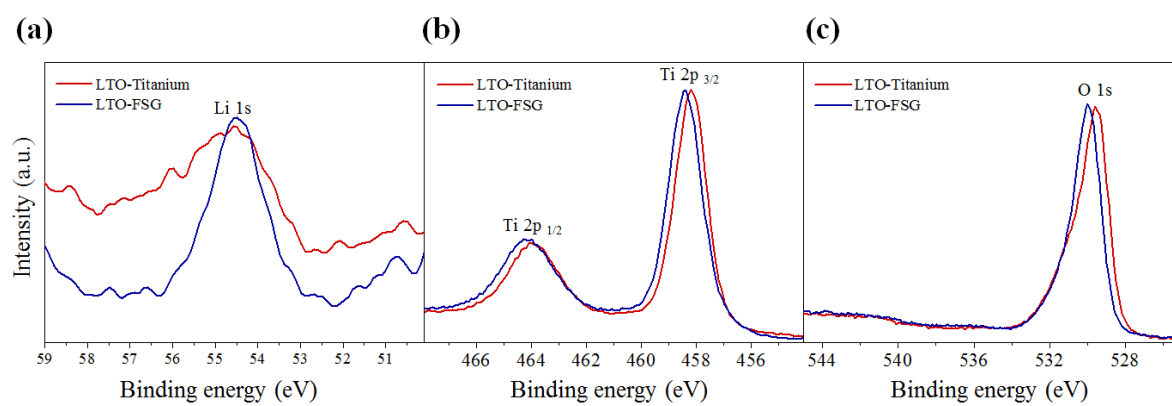 (a)
(b)
(c)
LTO-Titanium
LTO-FSG
Li 1s
LTO-Titanium
LTO-FSG
Ti 2p 3/2
Ti 2p 1/2
LTO-Titanium
LTO-FSG
O 1s
Intensity (a.u.)
59 58 57 56 55 54 53 52 51
466 464 462 460 458 456
544 540 530 528
Binding energy (eV)
Binding energy (eV)
Binding energy (eV)